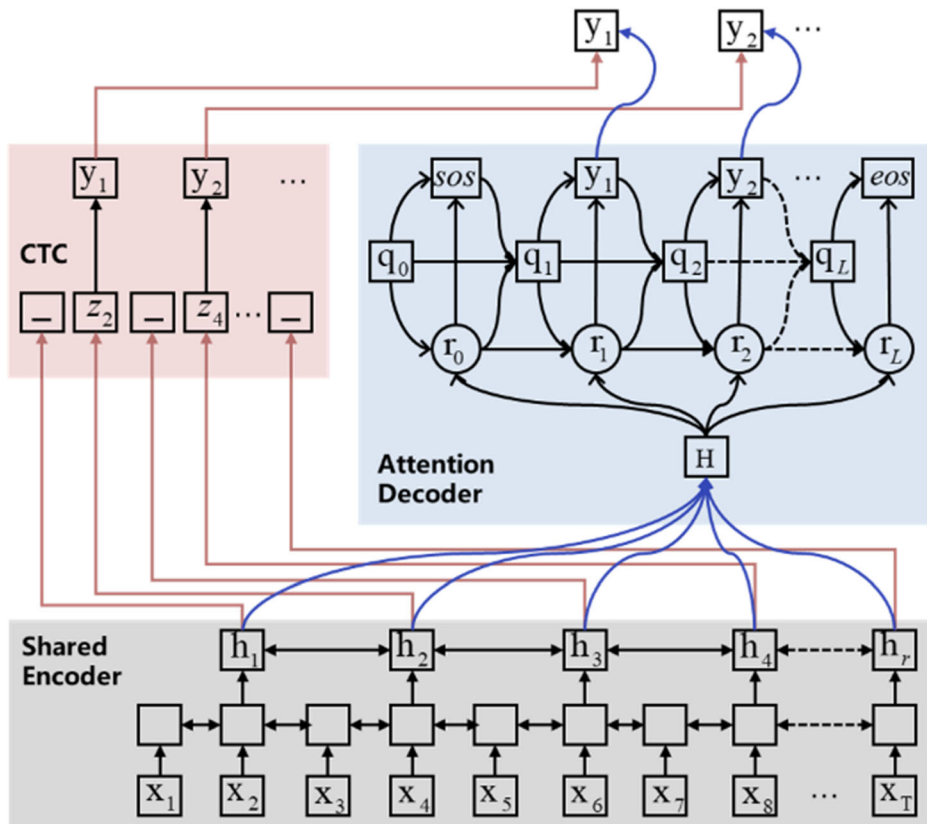 y1 y2 ...
y1 y2 ... sos y1 y2 ... eos
CTC
q0 q1 q2 qL
_ z2 _ z4 ... _
r0 r1 r2 rL
H
Attention
Decoder
Shared
Encoder
h1 h2 h3 h4 hr
x1 x2 x3 x4 x5 x6 x7 x8 ... xT